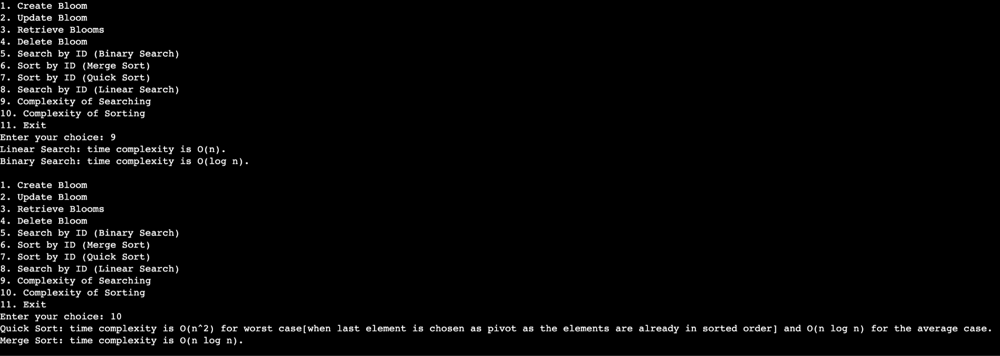 1. Create Bloom
2. Update Bloom
3. Retrieve Blooms
4. Delete Bloom
5. Search by ID (Binary Search)
6. Sort by ID (Merge Sort)
7. Sort by ID (Quick Sort)
8. Search by ID (Linear Search)
9. Complexity of Searching
10. Complexity of Sorting
11. Exit
Enter your choice: 9
Linear Search: time complexity is O(n).
Binary Search: time complexity is O(log n).
1. Create Bloom
2. Update Bloom
3. Retrieve Blooms
4. Delete Bloom
5. Search by ID (Binary Search)
6. Sort by ID (Merge Sort)
7. Sort by ID (Quick Sort)
8. Search by ID (Linear Search)
9. Complexity of Searching
10. Complexity of Sorting
11. Exit
Enter your choice: 10
Quick Sort: time complexity is O(n^2) for worst case[when last element is chosen as pivot as the elements are already in sorted order] and O(n log n) for the average case.
Merge Sort: time complexity is O(n log n).